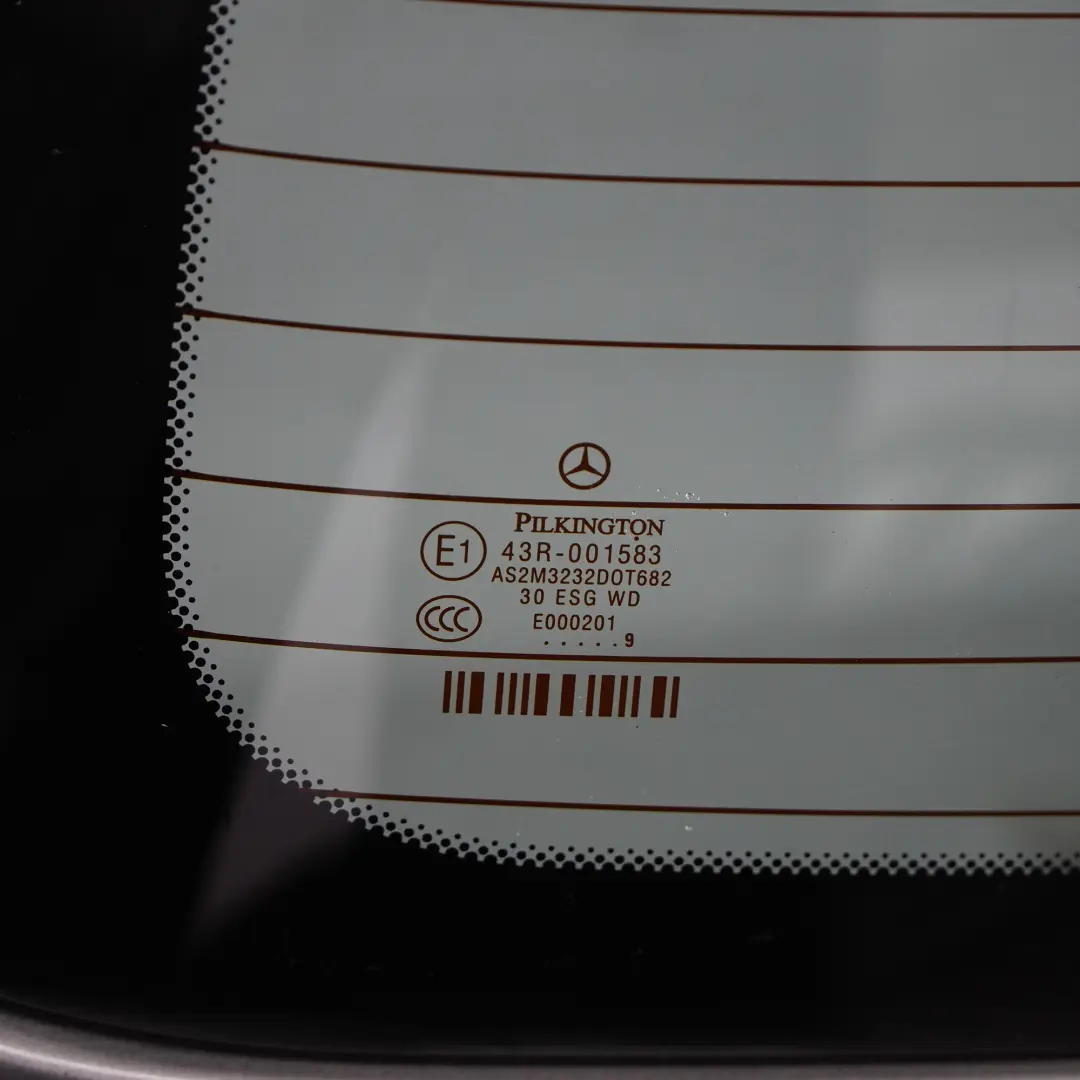 PILKINGTON
E1
43R-001583
AS2M3232DOT682
30 ESG WD
CCC
E000201
.....9